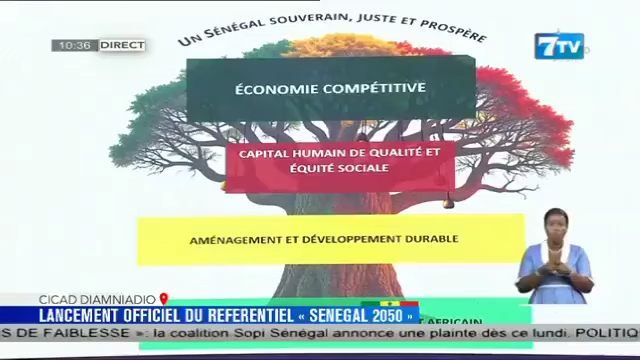 UN SÉNÉGAL SOUVERAIN, JUSTE ET PROSPÈRE
10:36 DIRECT
7TV
ÉCONOMIE COMPÉTITIVE
CAPITAL HUMAIN DE QUALITÉ ET
ÉQUITÉ SOCIALE
AMÉNAGEMENT ET DÉVELOPPEMENT DURABLE
CICAD DIAMNIADIO
AFRICAIN
LANCEMENT OFFICIEL DU REFERENTIEL « SENEGAL 2050 »
S DE FAIBLESSE » : la coalition Sopi Sénégal annonce une plainte dès ce lundi. POLITIQ